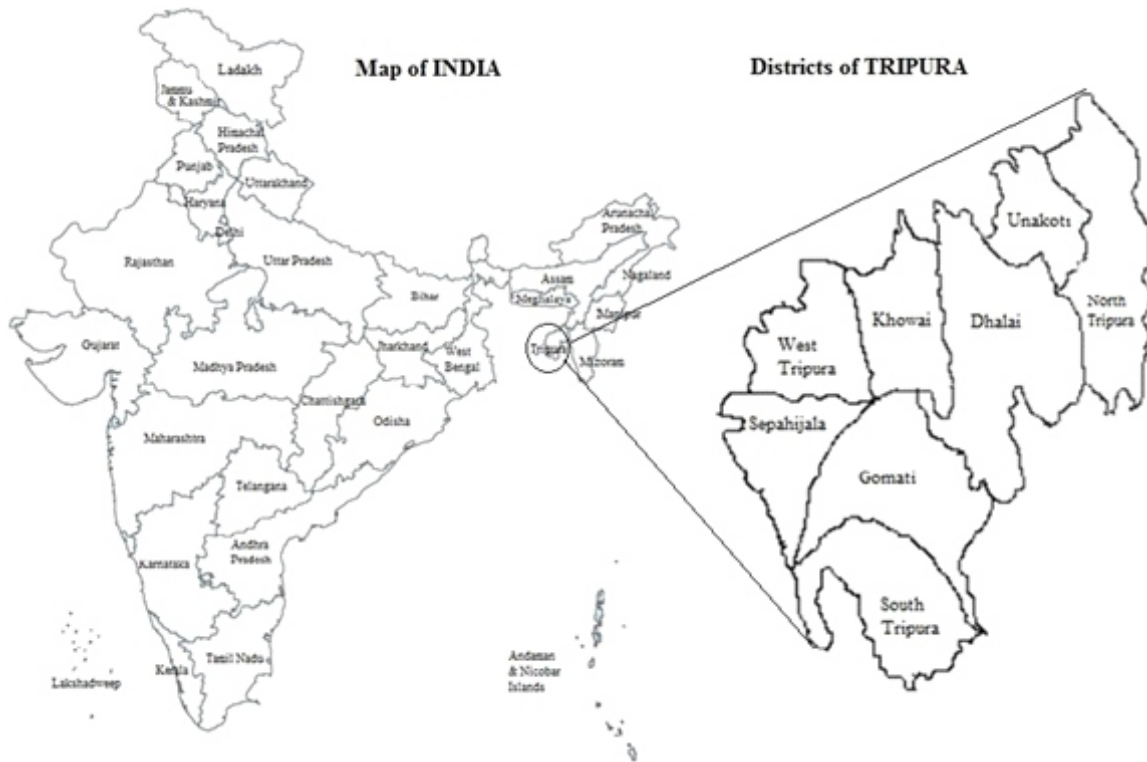 Map of INDIA
Districts of TRIPURA
Ladakh
Jammu
& Kashmir
Himachal
Pradesh
Punjab
Uttarakhand
Haryana
Delhi
Rajasthan
Uttar Pradesh
Arunachal
Pradesh
Nagaland
Assam
Meghalaya
Manipur
Bihar
Tripura
Mizoram
Gujarat
Jharkhand
West
Bengal
Madhya Pradesh
Chattishgarh
Odisha
Maharashtra
Telangana
Andhra
Pradesh
Karnataka
Tamil Nadu
Kerala
Lakshadweep
Andaman
& Nicobar
Islands
Unakoti
North
Tripura
Khowai
Dhalai
West
Tripura
Sepahijala
Gomati
South
Tripura